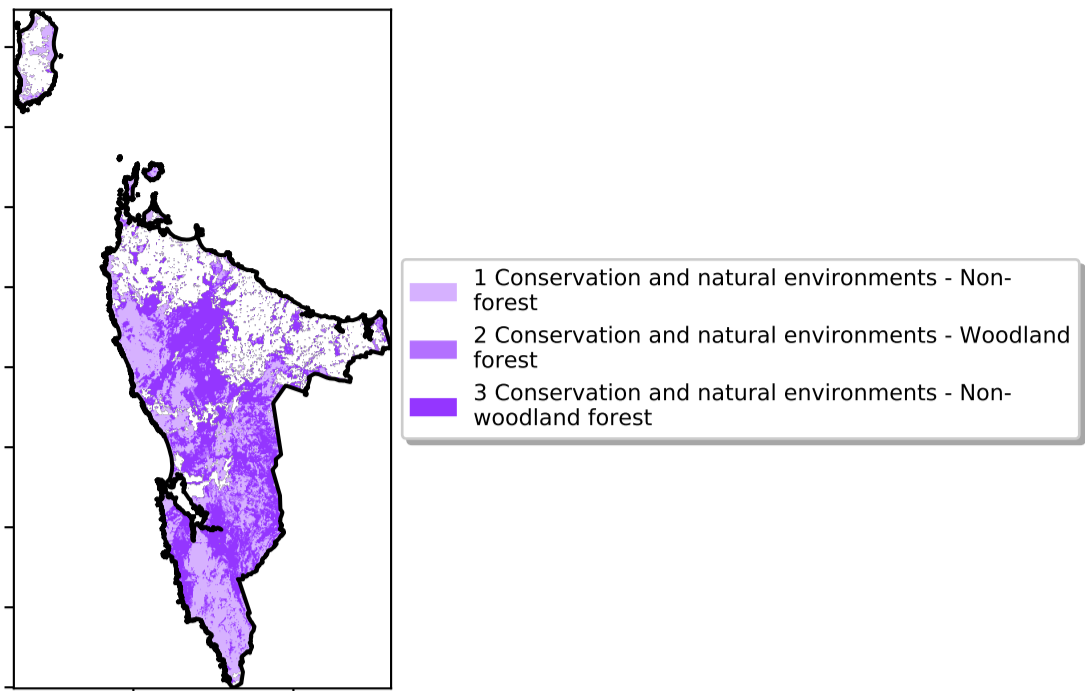 1 Conservation and natural environments - Non-
forest
2 Conservation and natural environments - Woodland
forest
3 Conservation and natural environments - Non-
woodland forest